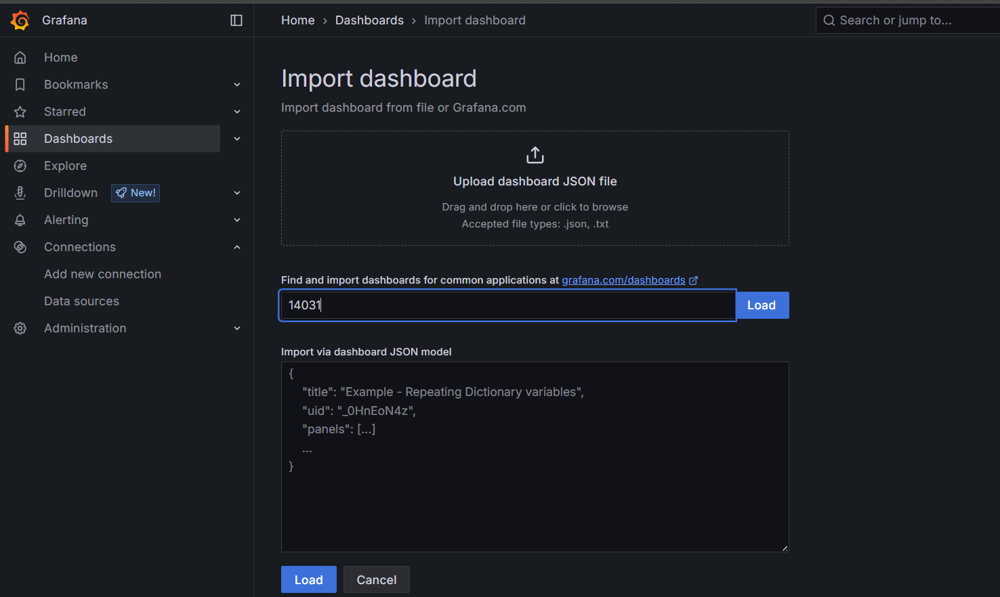 Grafana
Home › Dashboards › Import dashboard
Search or jump to...
Home
Bookmarks
Starred
Dashboards
Explore
Drilldown New!
Alerting
Connections
Add new connection
Data sources
Administration
Import dashboard
Import dashboard from file or Grafana.com
Upload dashboard JSON file
Drag and drop here or click to browse
Accepted file types: .json, .txt
Find and import dashboards for common applications at grafana.com/dashboards
14031
Load
Import via dashboard JSON model
{
"title": "Example - Repeating Dictionary variables",
"uid": "_0HnEoN4z",
"panels": [...]
...
}
Load Cancel